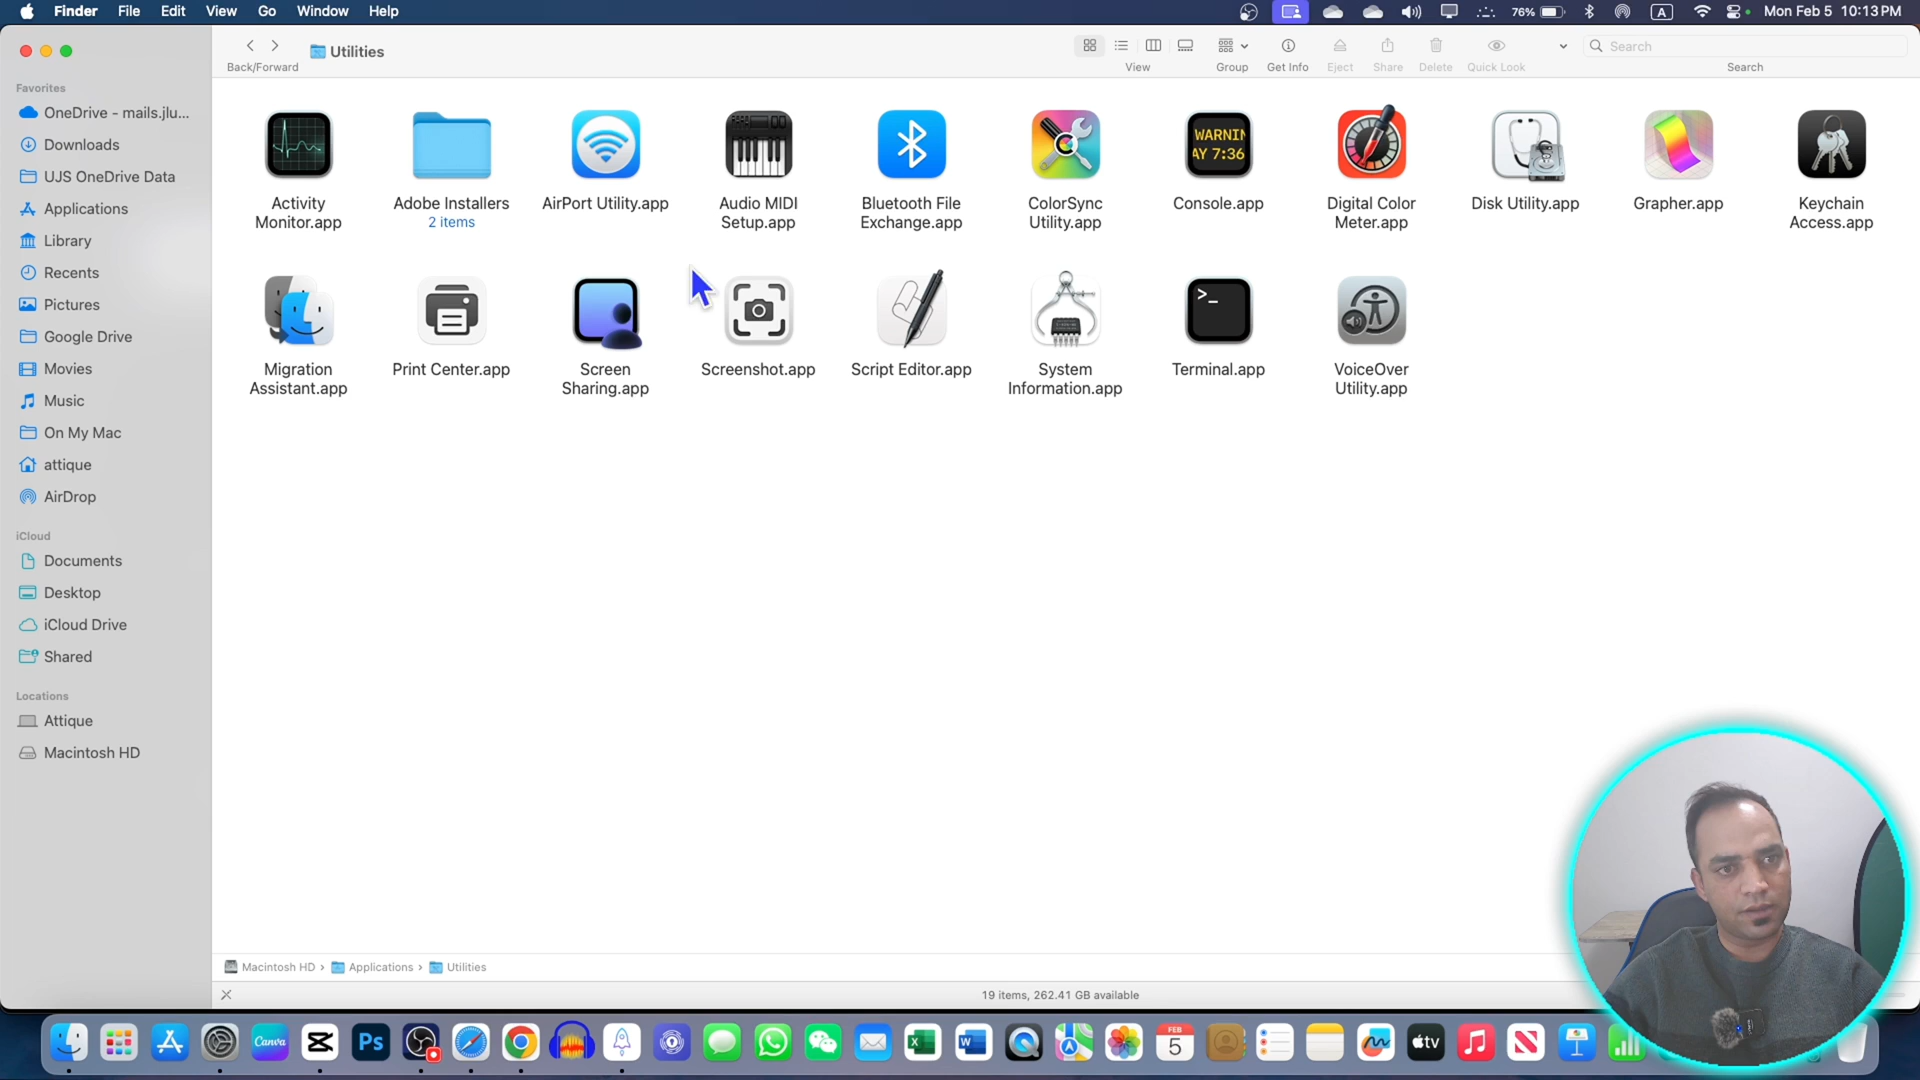 Finder File Edit View Go Window Help
76% A Mon Feb 5 10:13 PM
Back/Forward
Utilities
View
Group
Get Info
Eject
Share
Delete
Quick Look
Search
Search
Favorites
OneDrive - mails.jlu...
Downloads
UJS OneDrive Data
Applications
Library
Recents
Pictures
Google Drive
Movies
Music
On My Mac
attique
AirDrop
iCloud
Documents
Desktop
iCloud Drive
Shared
Locations
Attique
Macintosh HD
Activity
Monitor.app
Adobe Installers
2 items
AirPort Utility.app
Audio MIDI
Setup.app
Bluetooth File
Exchange.app
ColorSync
Utility.app
WARNIN
AY 7:36
Console.app
Digital Color
Meter.app
Disk Utility.app
Grapher.app
Keychain
Access.app
Migration
Assistant.app
Print Center.app
Screen
Sharing.app
Screenshot.app
Script Editor.app
System
Information.app
>_
Terminal.app
VoiceOver
Utility.app
Macintosh HD › Applications › Utilities
19 items, 262.41 GB available
Canva
Ps
X
W
FEB
5
tv
N